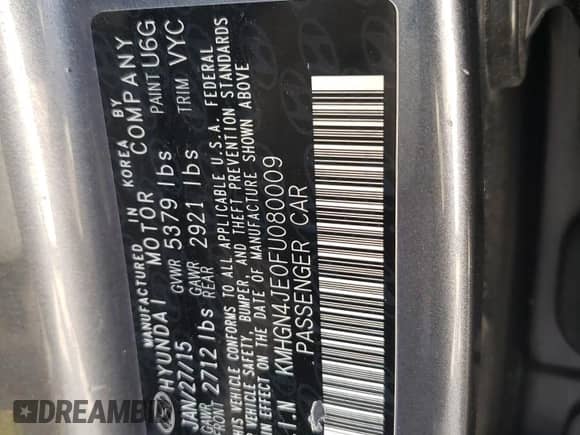 MANUFACTURED IN KOREA BY
HYUNDAI MOTOR COMPANY
JAN/27/15 GVWR 5379 lbs PAINT U6G
GAWR FRONT 2712 lbs GAWR REAR 2921 lbs TRIM VYC
THIS VEHICLE CONFORMS TO ALL APPLICABLE U.S.A. FEDERAL
VEHICLE SAFETY, BUMPER, AND THEFT PREVENTION STANDARDS
IN EFFECT ON THE DATE OF MANUFACTURE SHOWN ABOVE
V.I.N KMHGN4JE0FU080009
PASSENGER CAR
DREAMBID